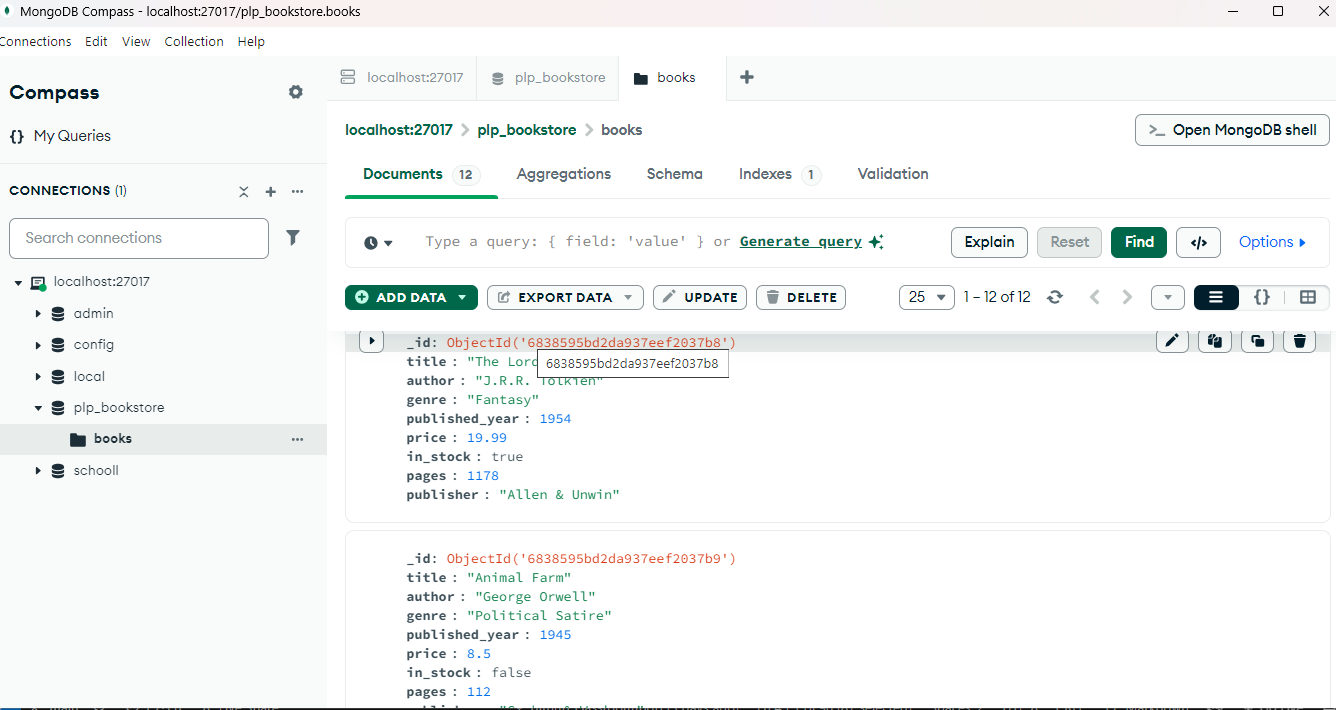 MongoDB Compass - localhost:27017/plp_bookstore.books
Connections Edit View Collection Help
Compass
{} My Queries
CONNECTIONS (1)
Search connections
localhost:27017
admin
config
local
plp_bookstore
books
schooll
localhost:27017 plp_bookstore books
localhost:27017 > plp_bookstore > books
>_ Open MongoDB shell
Documents 12 Aggregations Schema Indexes 1 Validation
Type a query: { field: 'value' } or Generate query
Explain Reset Find </> Options
ADD DATA EXPORT DATA UPDATE DELETE
25 1 – 12 of 12 {}
_id: ObjectId('6838595bd2da937eef2037b8')
title : "The Lord
6838595bd2da937eef2037b8
author : "J.R.R. Tolkien"
genre : "Fantasy"
published_year : 1954
price : 19.99
in_stock : true
pages : 1178
publisher : "Allen & Unwin"
_id: ObjectId('6838595bd2da937eef2037b9')
title : "Animal Farm"
author : "George Orwell"
genre : "Political Satire"
published_year : 1945
price : 8.5
in_stock : false
pages : 112